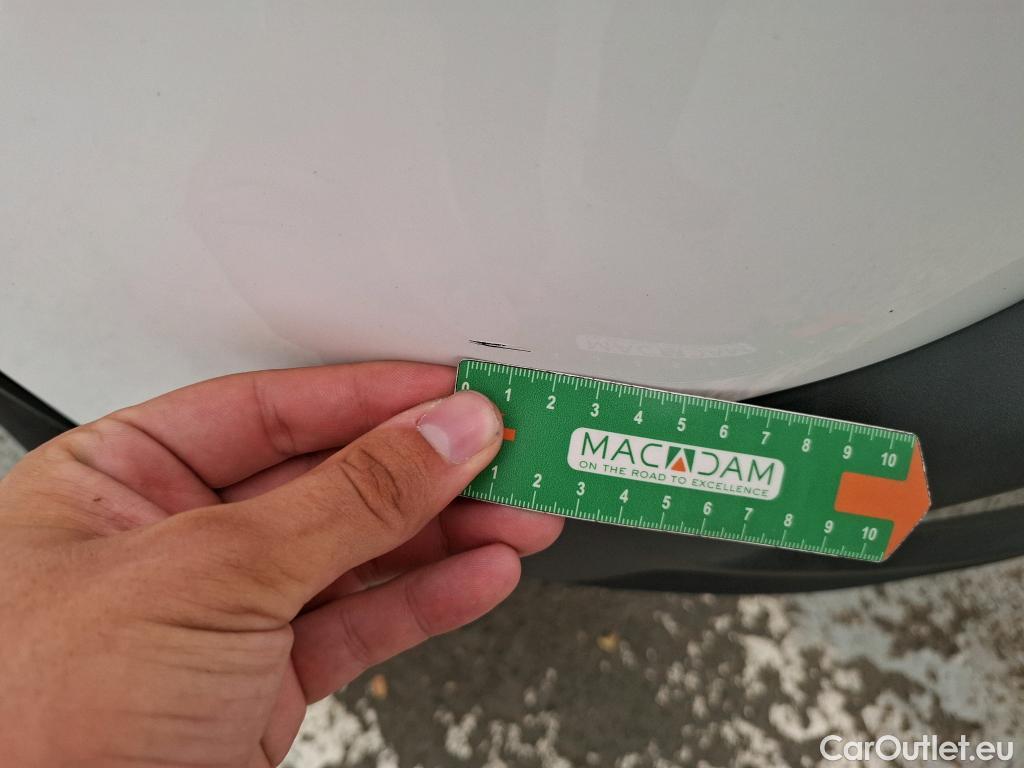 0 1 2 3 4 5 6 7 8 9 10
MACADAM
ON THE ROAD TO EXCELLENCE
1 2 3 4 5 6 7 8 9 10
CarOutlet.eu